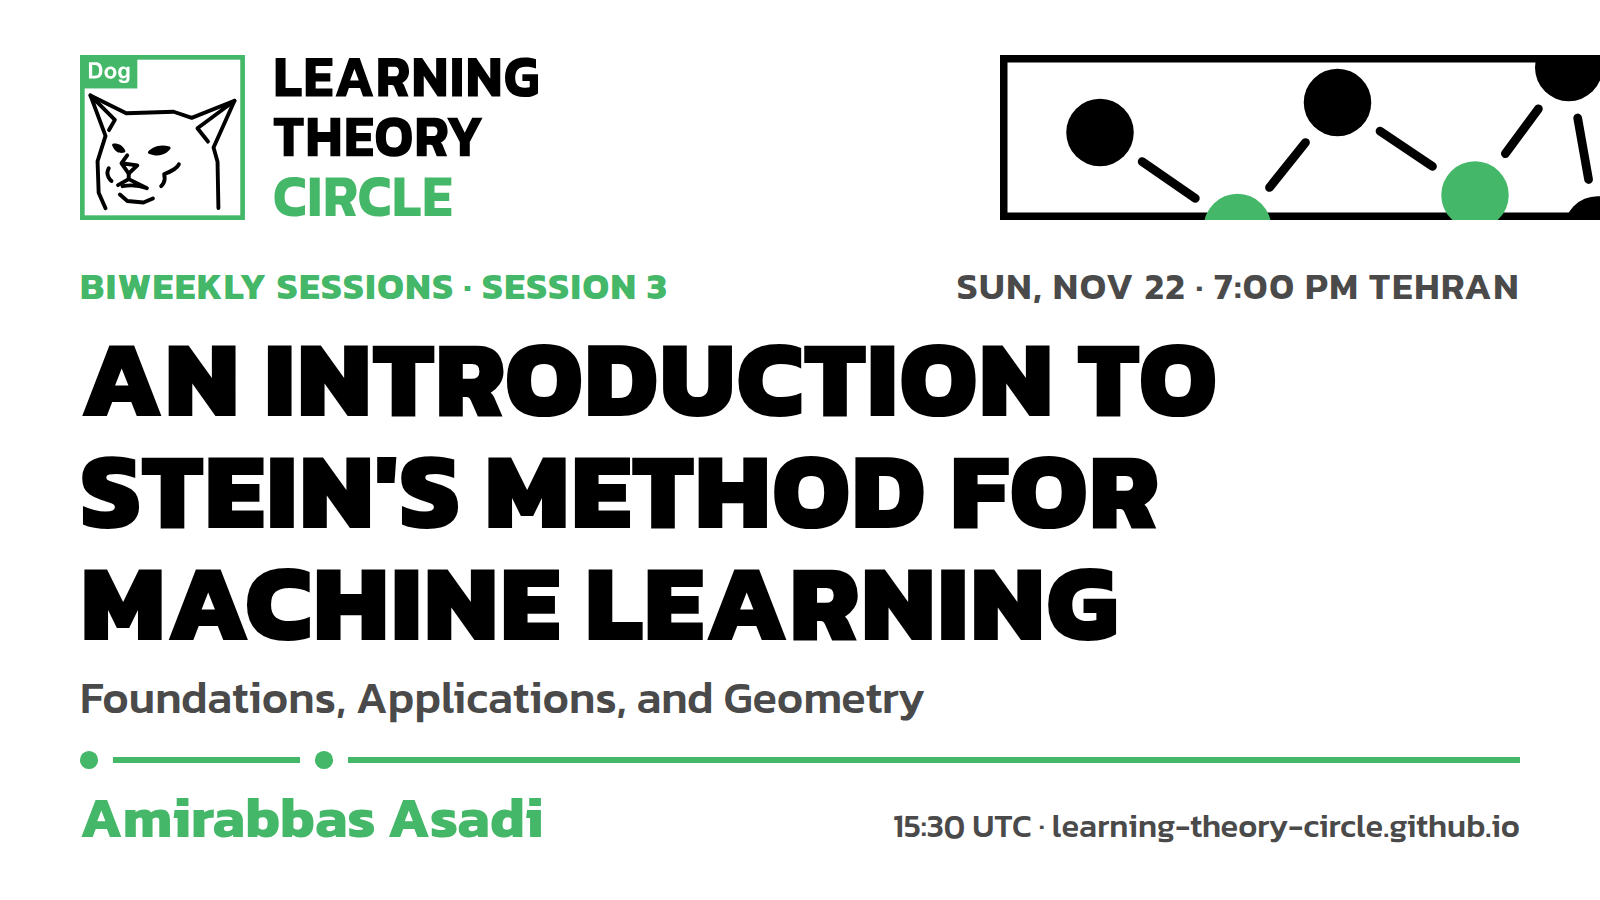 Dog
LEARNING
THEORY
CIRCLE
BIWEEKLY SESSIONS · SESSION 3
SUN, NOV 22 · 7:00 PM TEHRAN
AN INTRODUCTION TO
STEIN'S METHOD FOR
MACHINE LEARNING
Foundations, Applications, and Geometry
Amirabbas Asadi
15:30 UTC · learning-theory-circle.github.io